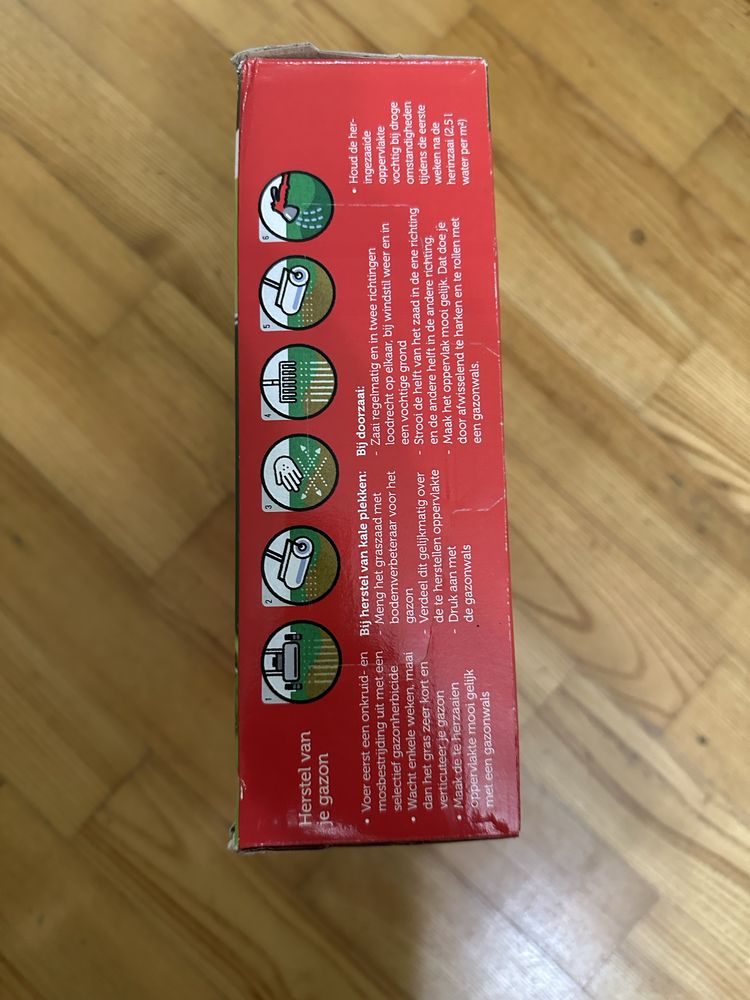 Herstel van
je gazon
1
2
3
4
5
6
• Voer eerst een onkruid- en
mosbestrijding uit met een
selectief gazonherbicide
• Wacht enkele weken, maai
dan het gras zeer kort en
verticuteer je gazon
• Maak de te herzaaien
oppervlakte mooi gelijk
met een gazonwals
Bij herstel van kale plekken:
- Meng het graszaad met
bodemverbeteraar voor het
gazon
- Verdeel dit gelijkmatig over
de te herstellen oppervlakte
- Druk aan met
de gazonwals
Bij doorzaai:
- Zaai regelmatig en in twee richtingen
loodrecht op elkaar, bij windstil weer en in
een vochtige grond
- Strooi de helft van het zaad in de ene richting
en de andere helft in de andere richting.
- Maak het oppervlak mooi gelijk. Dat doe je
door afwisselend te harken en te rollen met
een gazonwals.
• Houd de her-
ingezaaide
oppervlakte
vochtig bij droge
omstandigheden
tijdens de eerste
weken na de
herinzaai (2,5 l
water per m²)